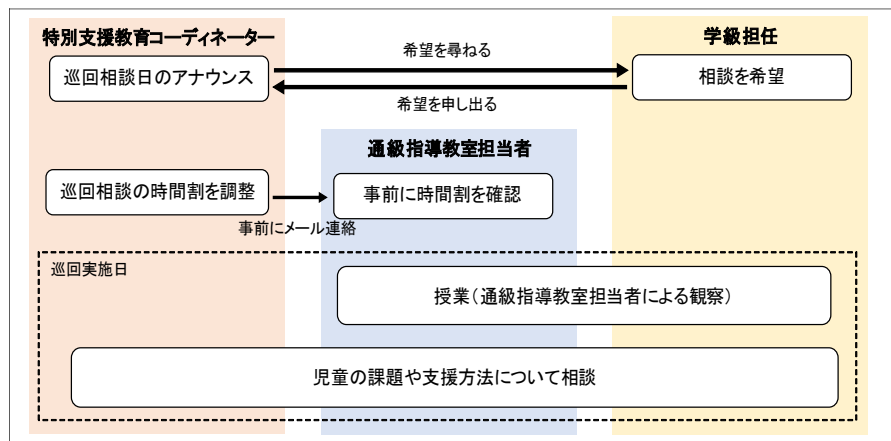 特別支援教育コーディネーター
学級担任
巡回相談日のアナウンス
希望を尋ねる
相談を希望
希望を申し出る
通級指導教室担当者
巡回相談の時間割を調整
事前に時間割を確認
事前にメール連絡
巡回実施日
授業(通級指導教室担当者による観察)
児童の課題や支援方法について相談